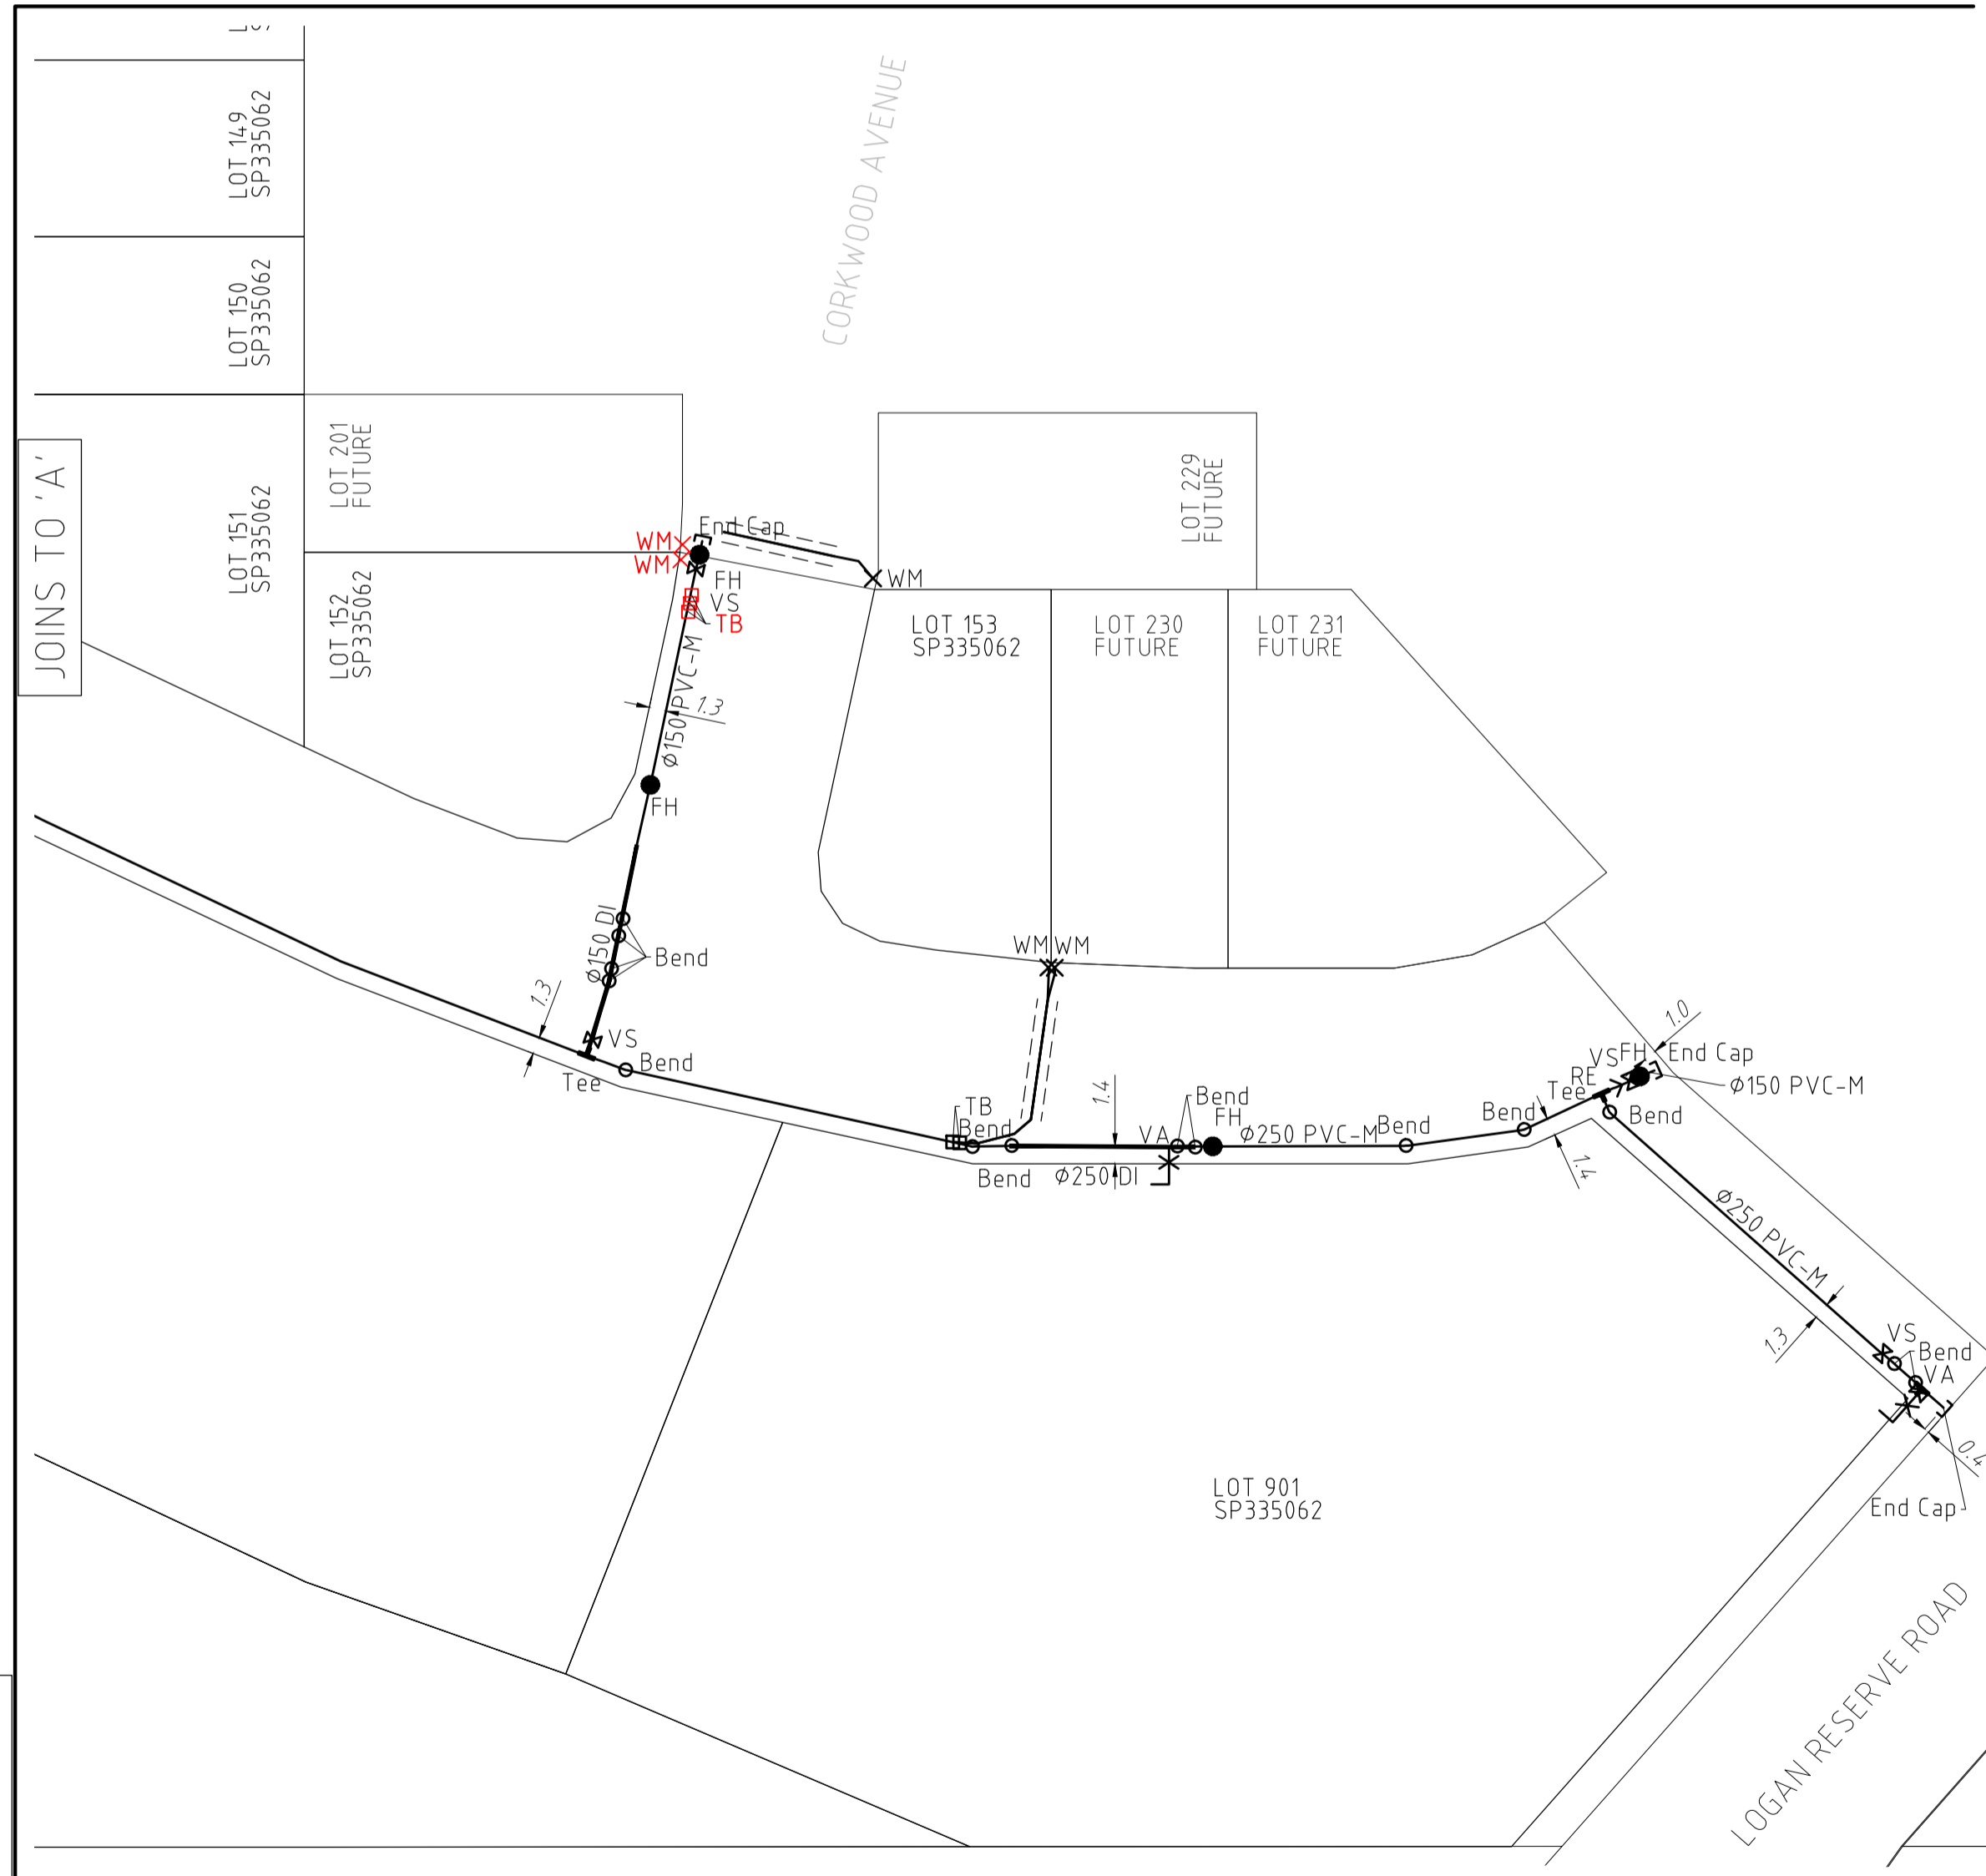 CORKWOOD AVENUE
LOT 149
SP335062
LOT 150
SP335062
JOINS TO 'A'
LOT 151
SP335062
LOT 201
FUTURE
LOT 152
SP335062
LOT 229
FUTURE
End Cap
WM
WM
FH
VS
TB
WM
LOT 153
SP335062
LOT 230
FUTURE
LOT 231
FUTURE
Ø150 PVC-M
1.3
FH
Ø150 DI
Bend
WM WM
1.3
VS
Bend
Tee
TB
Bend
Bend
1.4
Ø250 DI
VA
Bend
FH
Ø250 PVC-M
Bend
Bend
Tee
RE
VS
FH
End Cap
1.0
Ø150 PVC-M
Bend
1.4
Ø250 PVC-M
1.3
VS
Bend
VA
0.4
End Cap
LOT 901
SP335062
LOGAN RESERVE ROAD